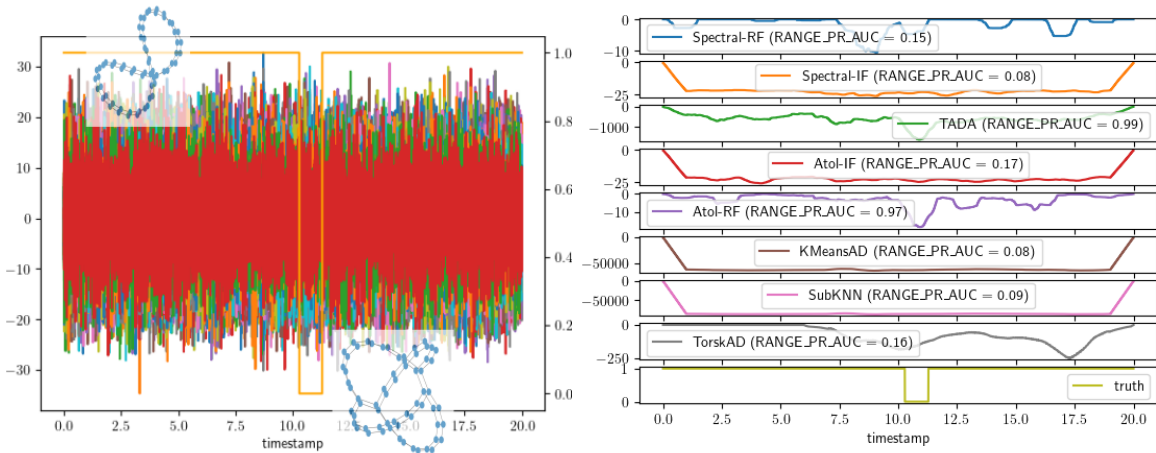 30
20
10
0
−10
−20
−30
1.0
0.8
0.6
0.4
0.2
0.0
0.0 2.5 5.0 7.5 10.0 12.5 15.0 17.5 20.0
timestamp
0
−10
Spectral-RF (RANGE_PR_AUC = 0.15)
0
−25
Spectral-IF (RANGE_PR_AUC = 0.08)
0
−1000
TADA (RANGE_PR_AUC = 0.99)
0
−25
Atol-IF (RANGE_PR_AUC = 0.17)
0
−10
Atol-RF (RANGE_PR_AUC = 0.97)
0
−50000
KMeansAD (RANGE_PR_AUC = 0.08)
0
−50000
SubKNN (RANGE_PR_AUC = 0.09)
0
−250
TorskAD (RANGE_PR_AUC = 0.16)
1
0
truth
0.0 2.5 5.0 7.5 10.0 12.5 15.0 17.5 20.0
timestamp